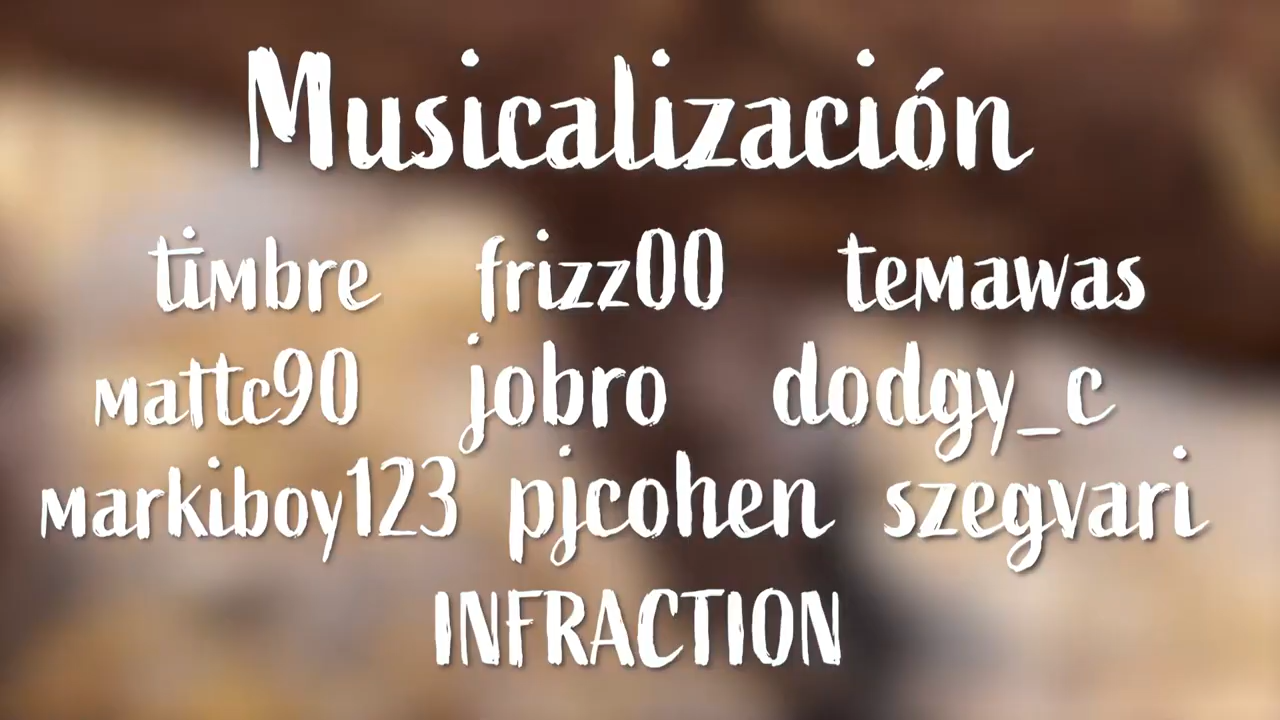 Musicalización
timbre frizz00 temawas
mattc90 jobro dodgy_c
markiboy123 pjcohen szegvari
INFRACTION